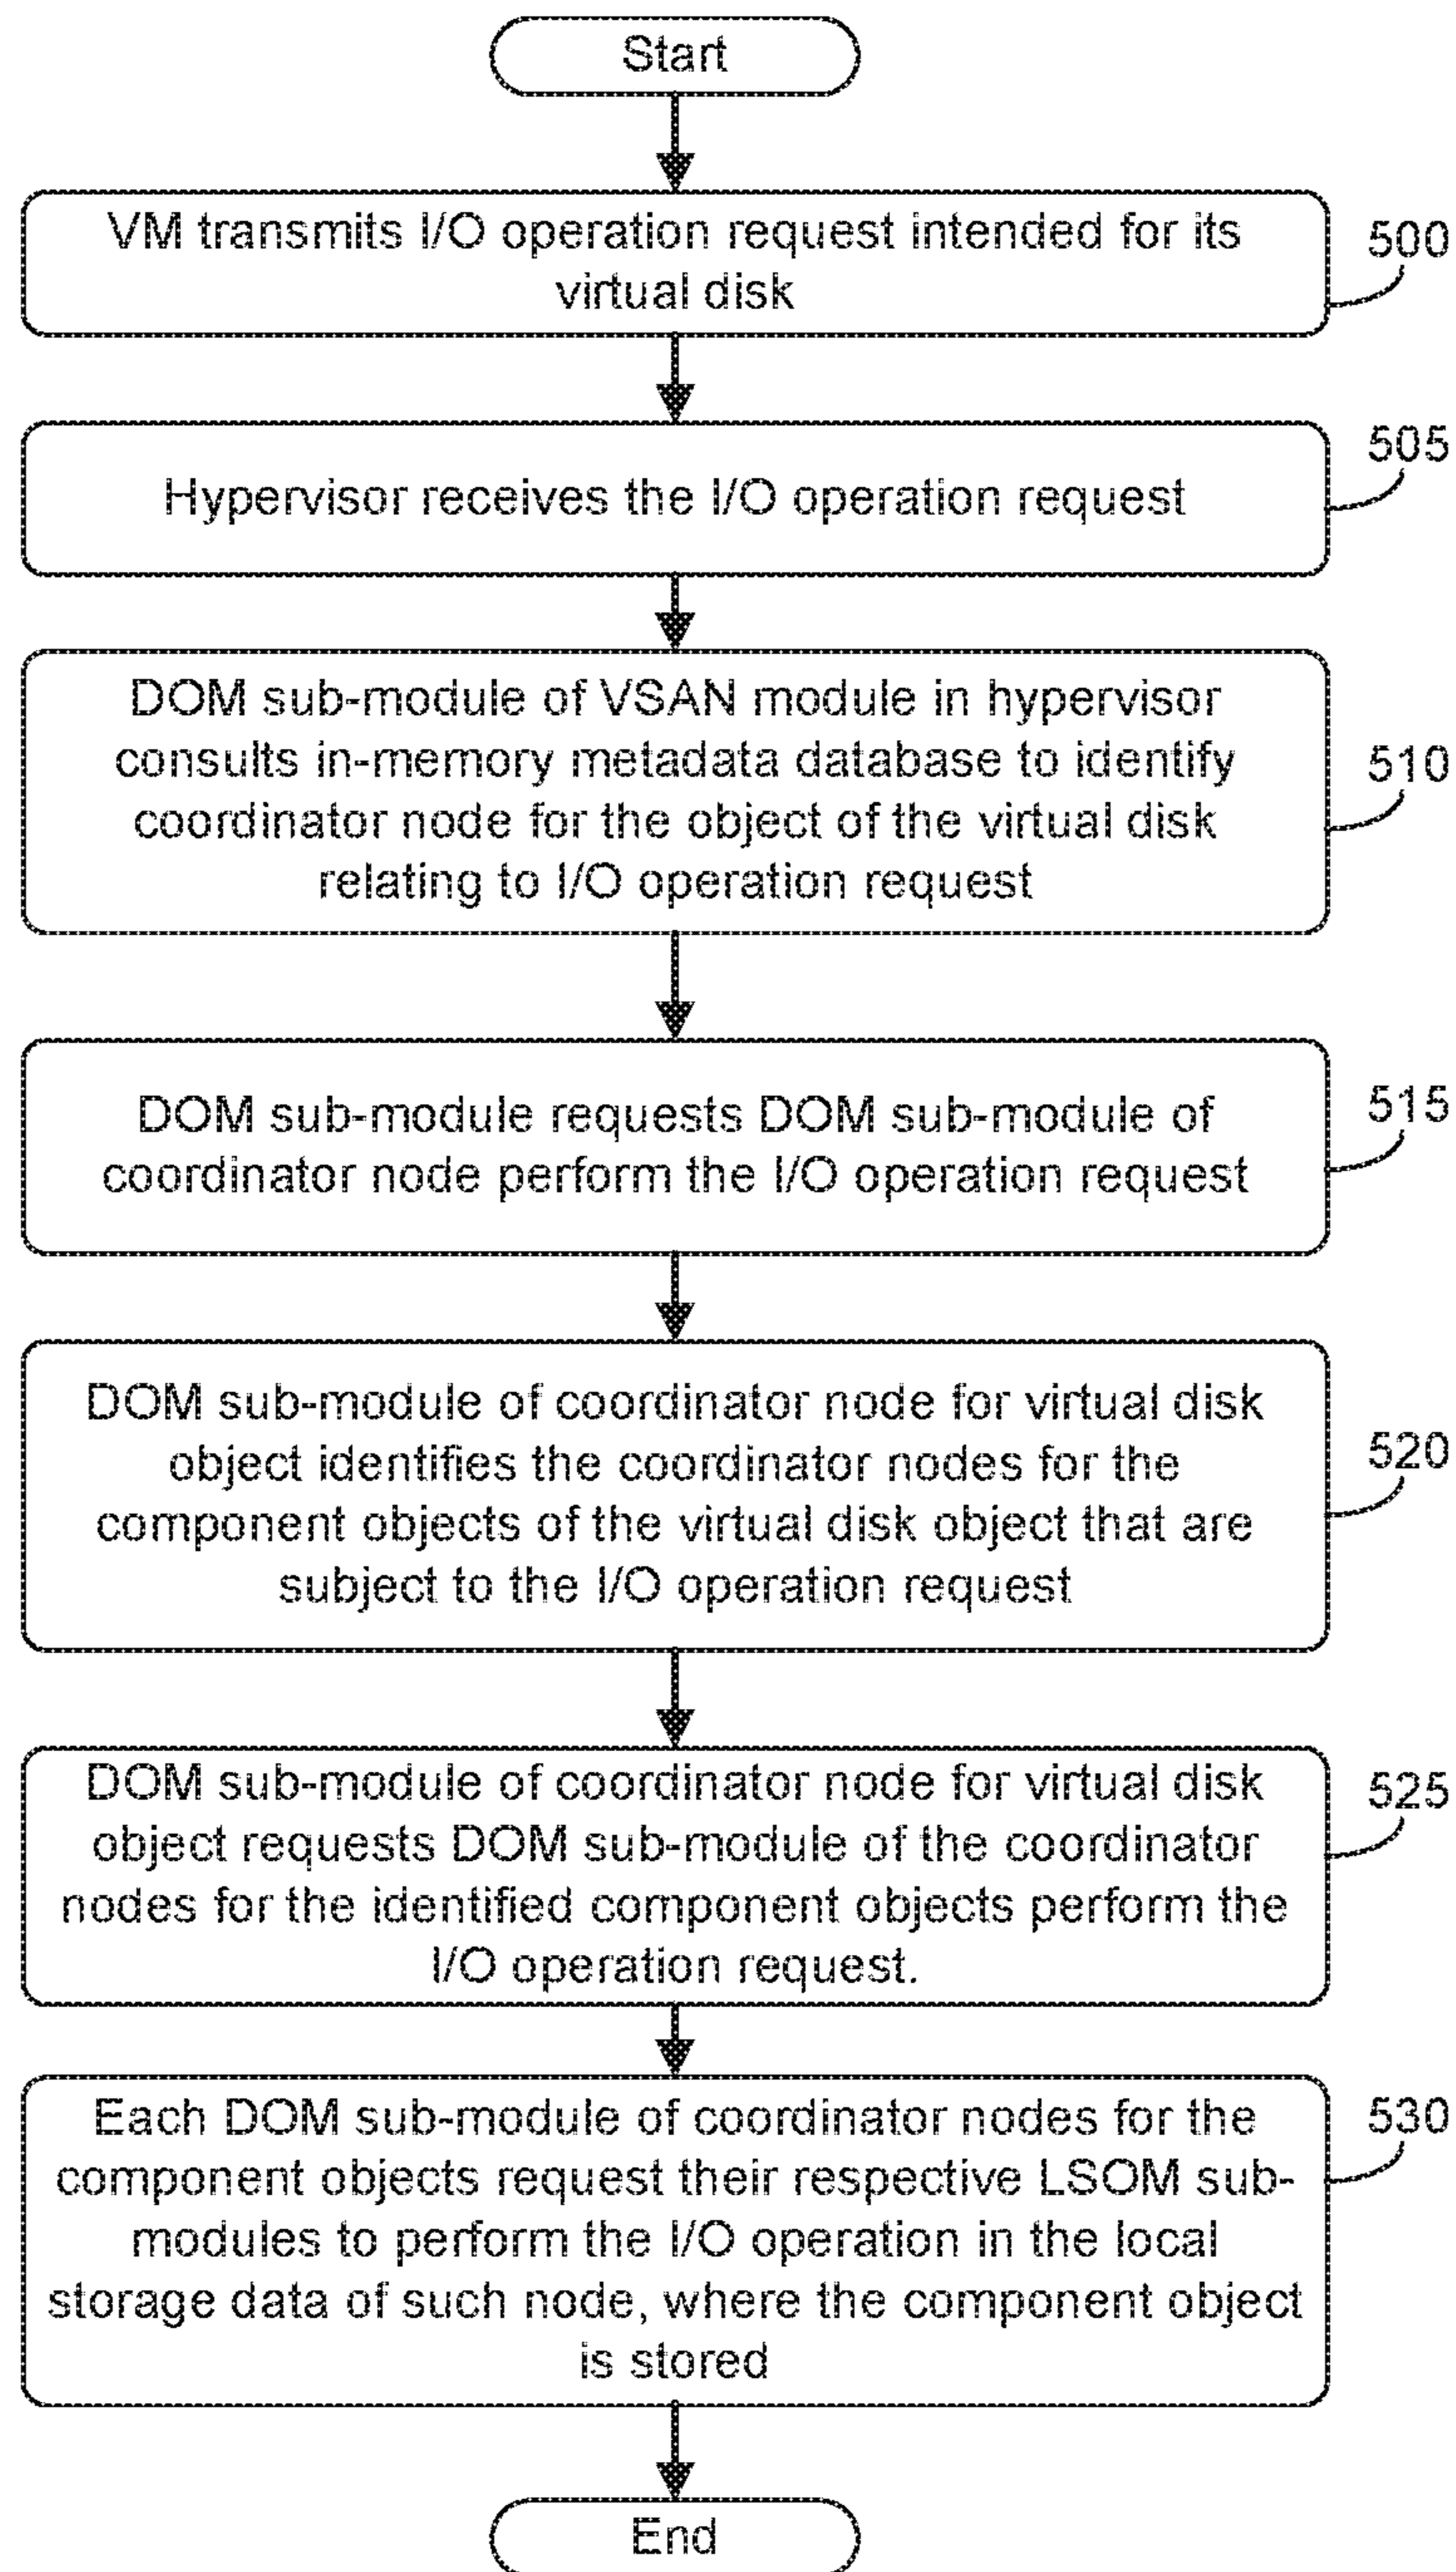 Start
VM transmits I/O operation request intended for its
virtual disk
500
Hypervisor receives the I/O operation request
505
DOM sub-module of VSAN module in hypervisor
consults in-memory metadata database to identify
coordinator node for the object of the virtual disk
relating to I/O operation request
510
DOM sub-module requests DOM sub-module of
coordinator node perform the I/O operation request
515
DOM sub-module of coordinator node for virtual disk
object identifies the coordinator nodes for the
component objects of the virtual disk object that are
subject to the I/O operation request
520
DOM sub-module of coordinator node for virtual disk
object requests DOM sub-module of the coordinator
nodes for the identified component objects perform the
I/O operation request.
525
Each DOM sub-module of coordinator nodes for the
component objects request their respective LSOM sub-
modules to perform the I/O operation in the local
storage data of such node, where the component object
is stored
530
End